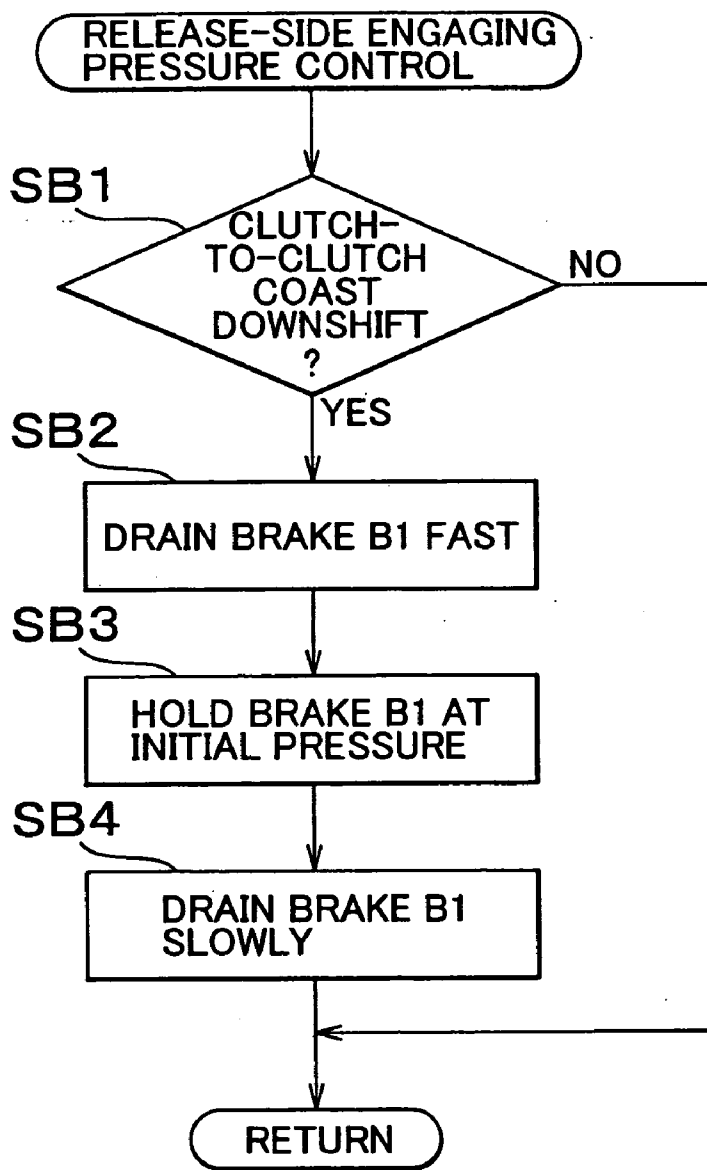 RELEASE-SIDE ENGAGING
PRESSURE CONTROL
SB1
CLUTCH-
TO-CLUTCH
COAST
DOWNSHIFT
?
NO
YES
SB2
DRAIN BRAKE B1 FAST
SB3
HOLD BRAKE B1 AT
INITIAL PRESSURE
SB4
DRAIN BRAKE B1
SLOWLY
RETURN